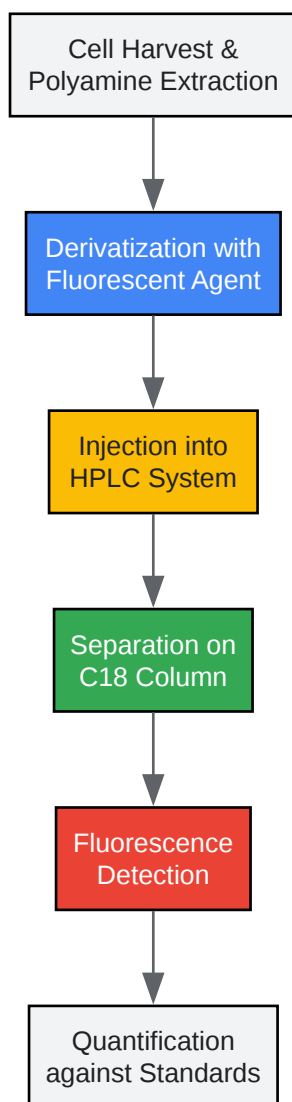 Cell Harvest &
Polyamine Extraction
Derivatization with
Fluorescent Agent
Injection into
HPLC System
Separation on
C18 Column
Fluorescence
Detection
Quantification
against Standards